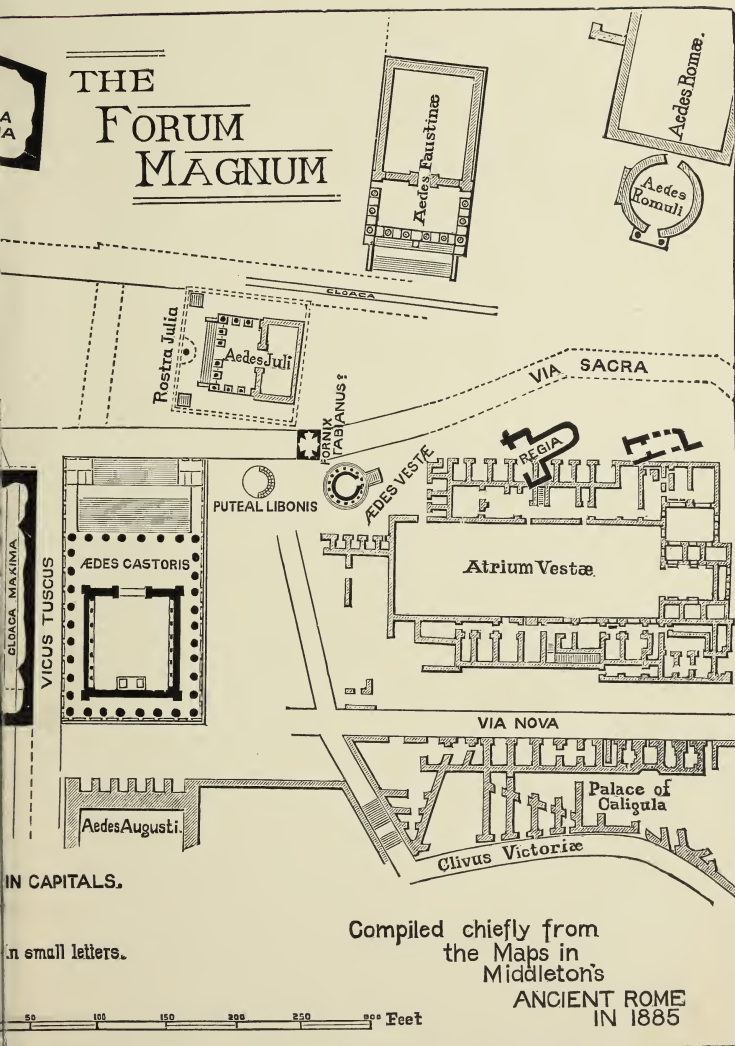 THE
FORUM
MAGNUM
A
IA
Aedes Faustinæ
Aedes Romæ.
Aedes
Romuli
CLOACA
Rostra Julia
Aedes Juli
FORNIX
FABIANUS?
VIA SACRA
REGIA
ÆDES VESTÆ
PUTEAL LIBONIS
ÆDES CASTORIS
CLOACA MAXIMA
VICUS TUSCUS
Atrium Vestæ.
VIA NOVA
Palace of
Caligula
Aedes Augusti.
Clivus Victoriæ
IN CAPITALS.
in small letters.
Compiled chiefly from
the Maps in
Middleton's
ANCIENT ROME
IN 1885
50 100 150 200 250 300 Feet